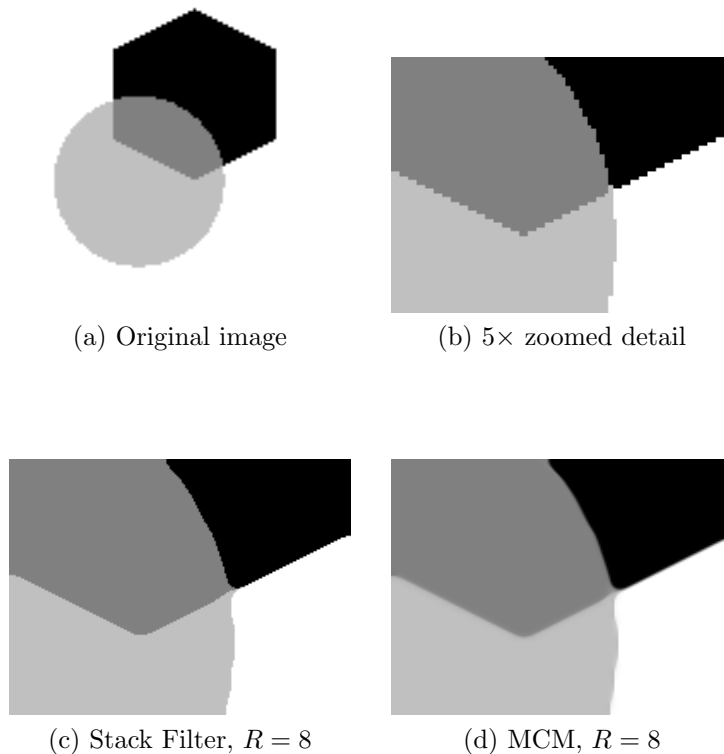 (a) Original image
(b) 5× zoomed detail
(c) Stack Filter, R = 8
(d) MCM, R = 8